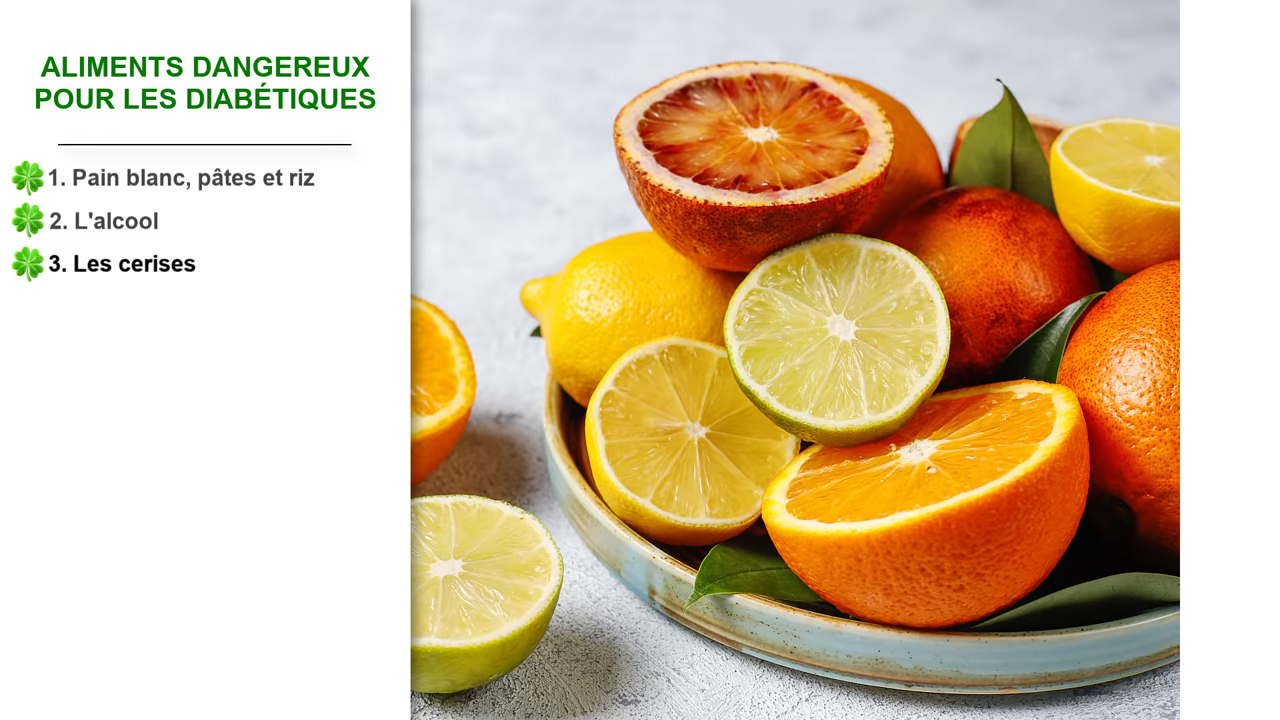 ALIMENTS DANGEREUX
POUR LES DIABÉTIQUES
1. Pain blanc, pâtes et riz
2. L'alcool
3. Les cerises